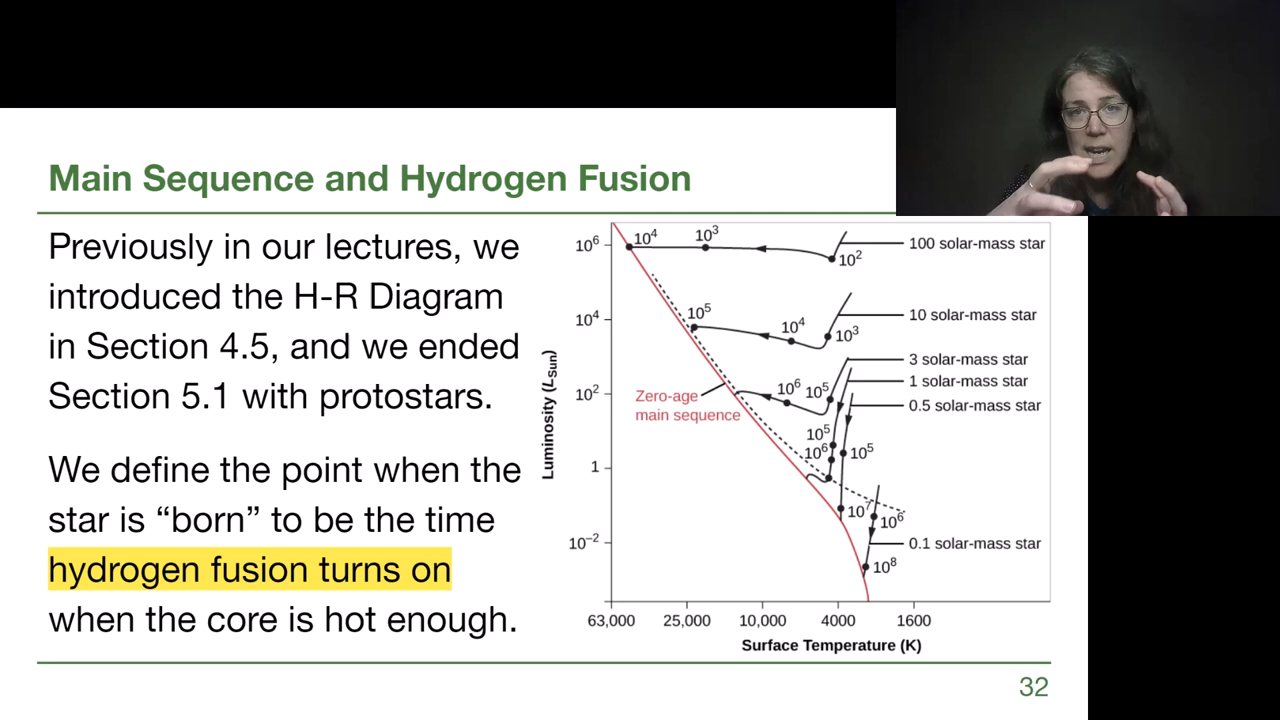 Main Sequence and Hydrogen Fusion
Previously in our lectures, we
introduced the H-R Diagram
in Section 4.5, and we ended
Section 5.1 with protostars.
We define the point when the
star is “born” to be the time
hydrogen fusion turns on
when the core is hot enough.
Luminosity (L_Sun)
10⁶
10⁴
10²
1
10⁻²
10⁴
10³
10²
100 solar-mass star
10⁵
10⁴
10³
10 solar-mass star
3 solar-mass star
1 solar-mass star
0.5 solar-mass star
10⁶
10⁵
Zero-age
main sequence
10⁵
10⁶
10⁵
10⁷
10⁶
0.1 solar-mass star
10⁸
63,000
25,000
10,000
4000
1600
Surface Temperature (K)
32